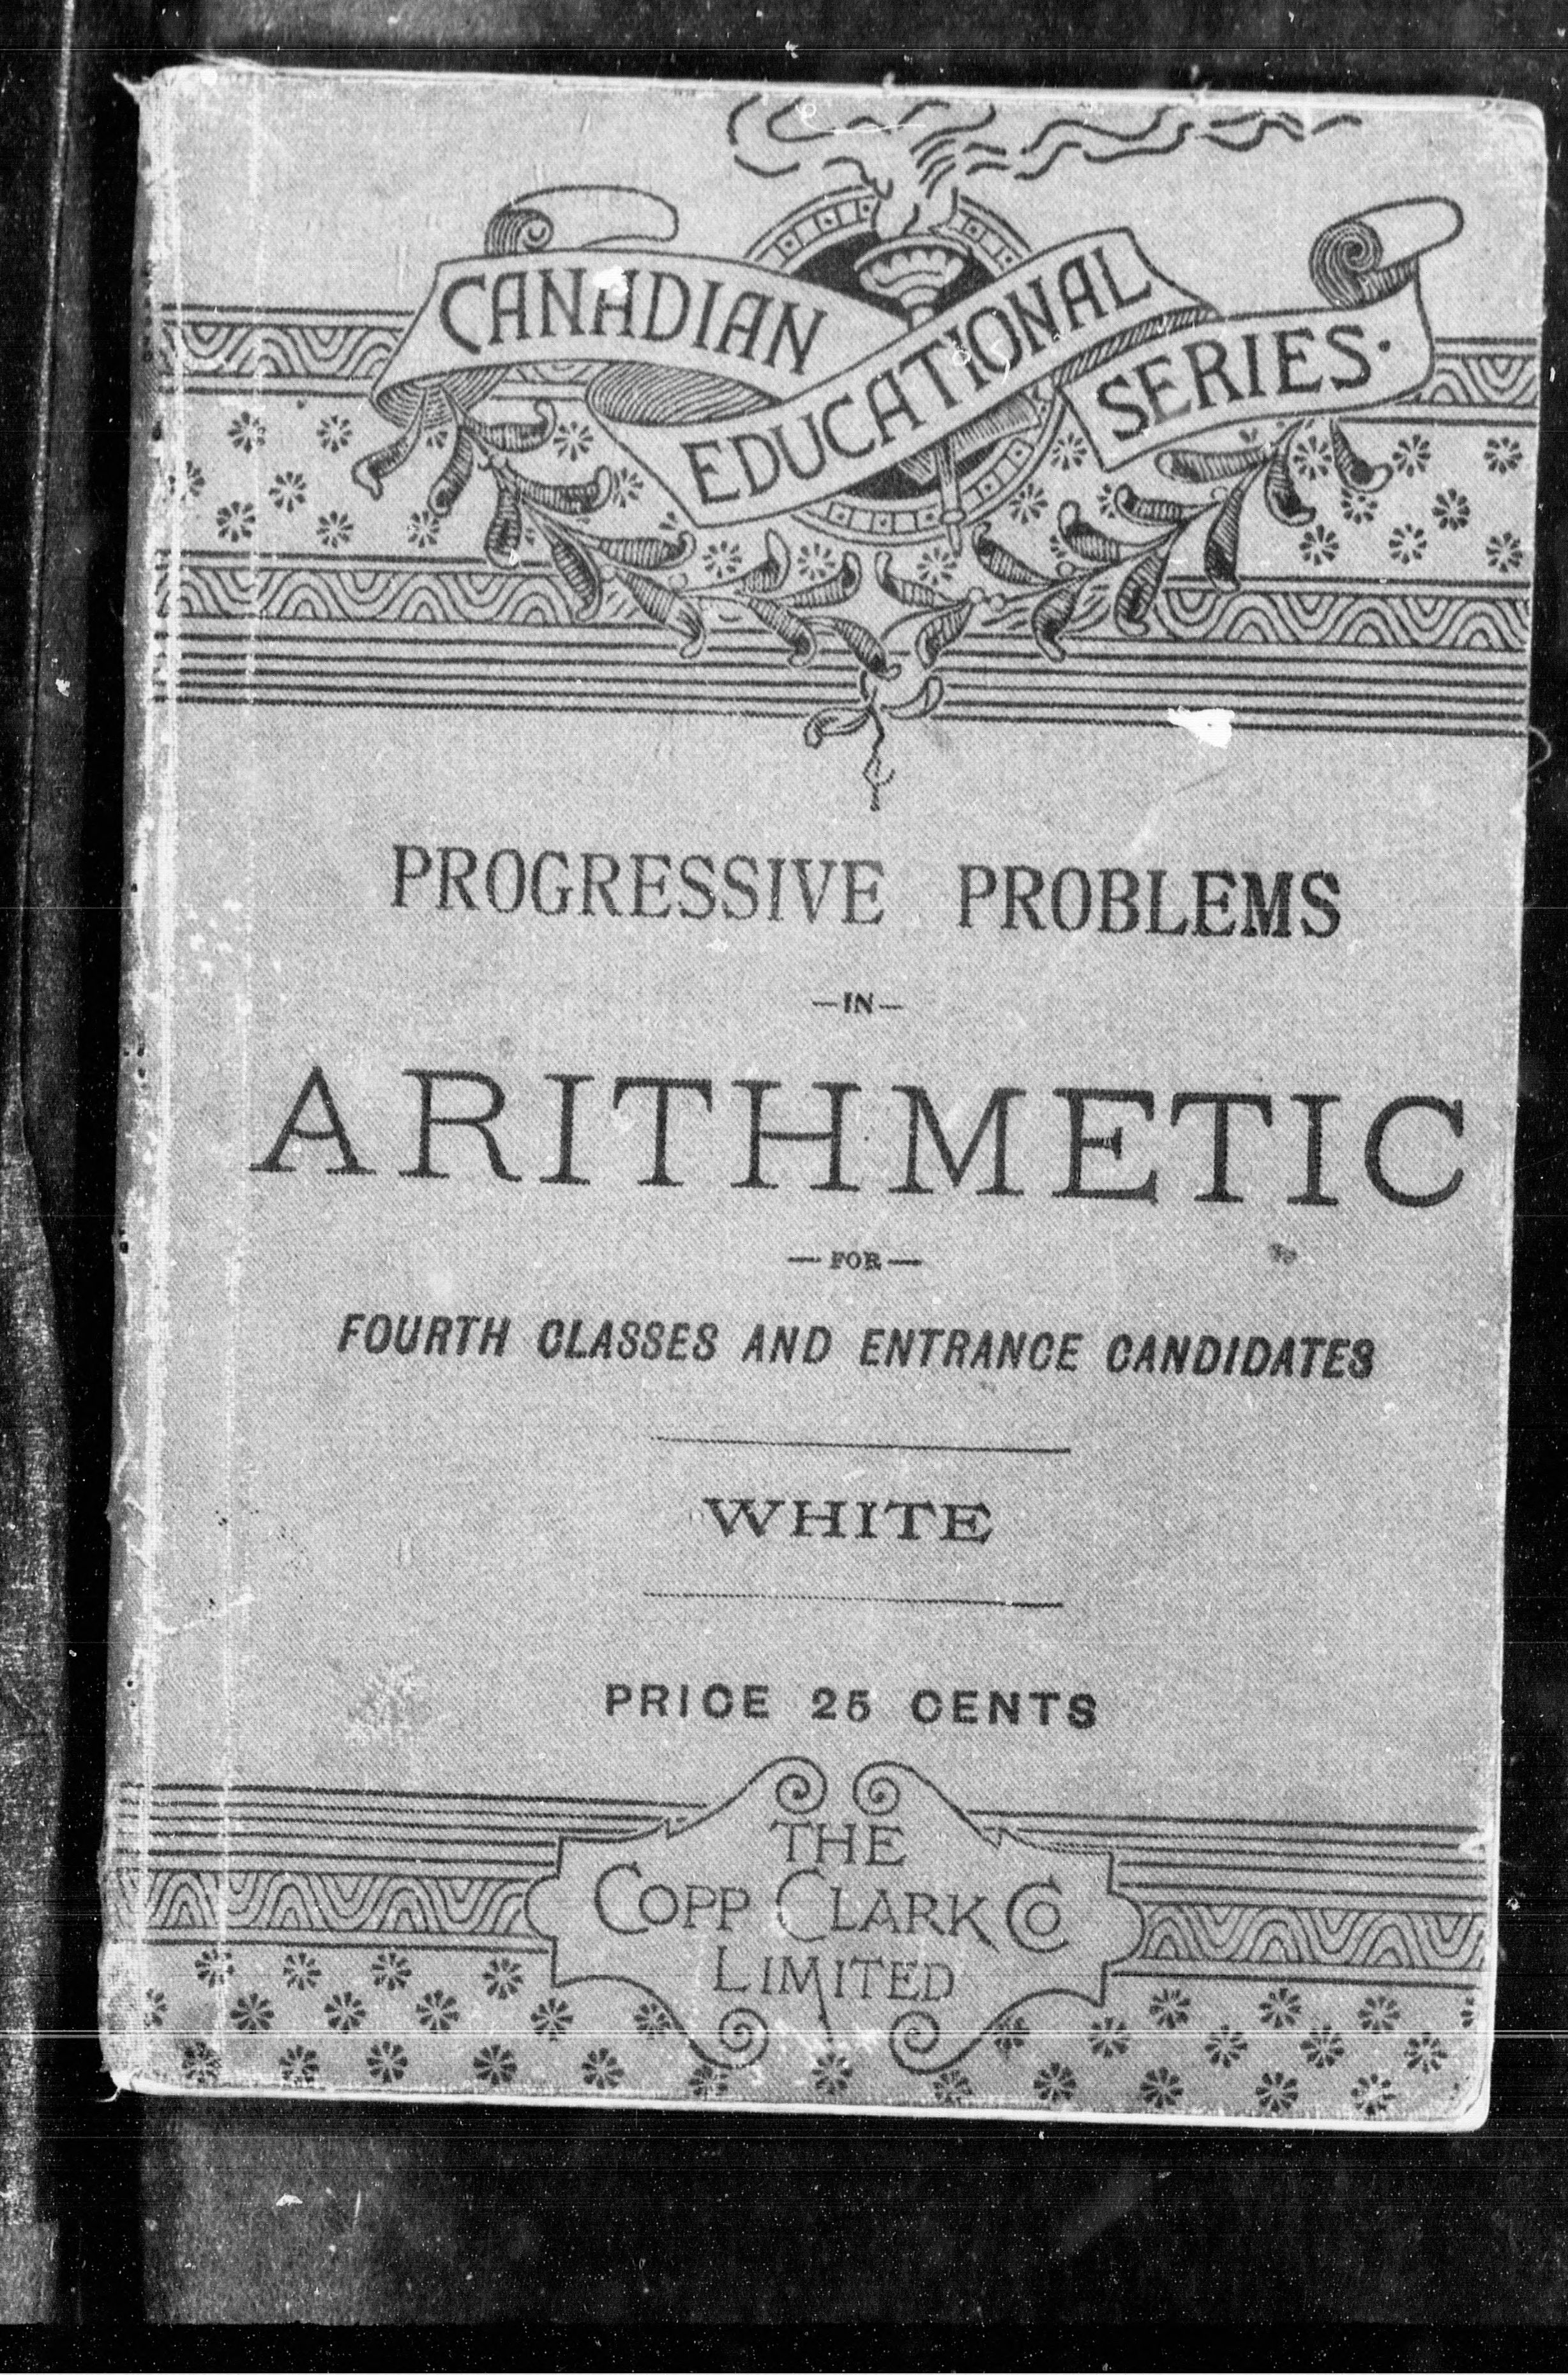 CANADIAN
EDUCATIONAL
SERIES.
PROGRESSIVE PROBLEMS
—IN—
ARITHMETIC
—FOR—
FOURTH CLASSES AND ENTRANCE CANDIDATES
WHITE
PRICE 25 CENTS
THE
COPP CLARK CO
LIMITED